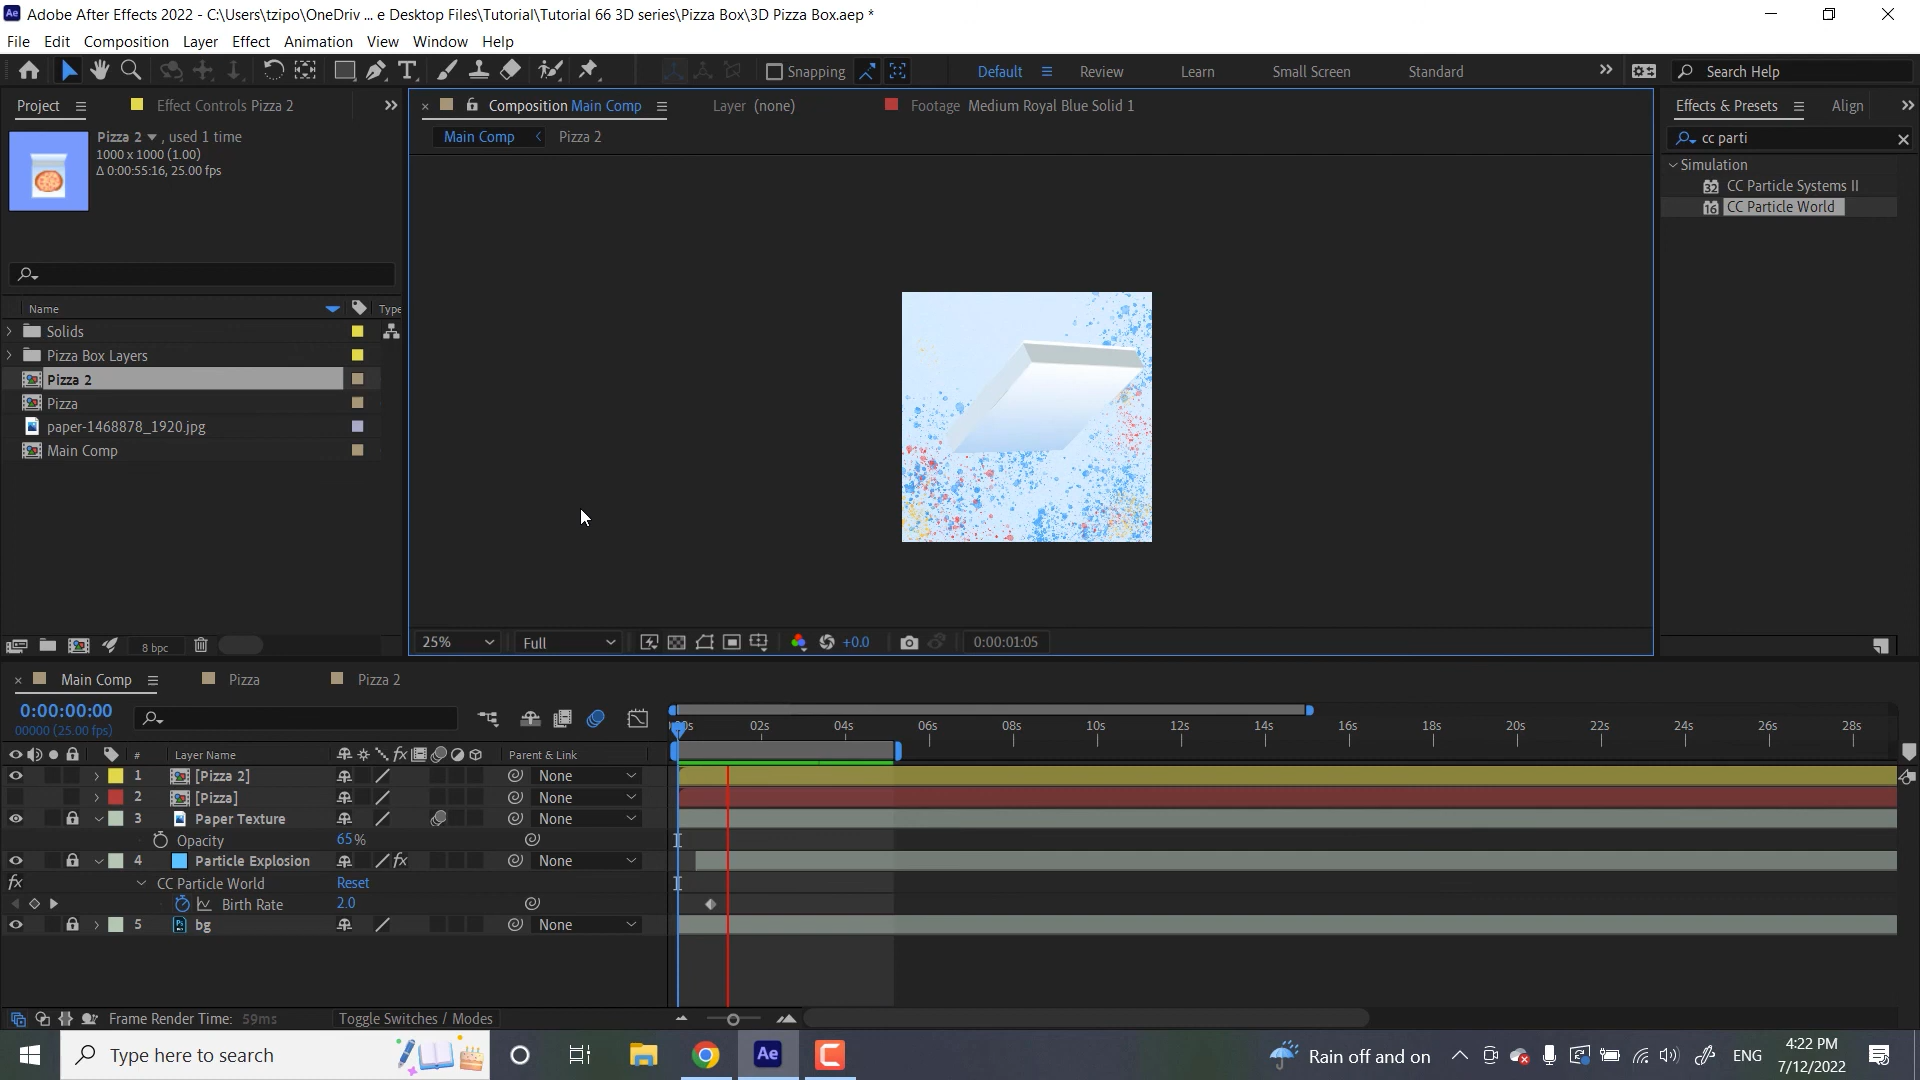 Adobe After Effects 2022 - C:\Users\tzipo\OneDriv ... e Desktop Files\Tutorial\Tutorial 66 3D series\Pizza Box\3D Pizza Box.aep *
File Edit Composition Layer Effect Animation View Window Help
Snapping Default Review Learn Small Screen Standard Search Help
Project Effect Controls Pizza 2 Composition Main Comp Layer (none) Footage Medium Royal Blue Solid 1 Effects & Presets Align
Main Comp Pizza 2
Pizza 2, used 1 time
1000 x 1000 (1.00)
Δ 0:00:55:16, 25.00 fps
cc parti
Simulation
32 CC Particle Systems II
16 CC Particle World
Name Type
Solids
Pizza Box Layers
Pizza 2
Pizza
paper-1468878_1920.jpg
Main Comp
8 bpc 25% Full +0.0 0:00:01:05
Main Comp Pizza Pizza 2
0:00:00:00
00000 (25.00 fps)
02s 04s 06s 08s 10s 12s 14s 16s 18s 20s 22s 24s 26s 28s
# Layer Name fx Parent & Link
1 [Pizza 2] None
2 [Pizza] None
3 Paper Texture None
Opacity 65%
4 Particle Explosion fx None
fx CC Particle World Reset
Birth Rate 2.0
5 Ps bg None
Frame Render Time: 59ms Toggle Switches / Modes
Type here to search Ae Rain off and on ENG 4:22 PM
7/12/2022